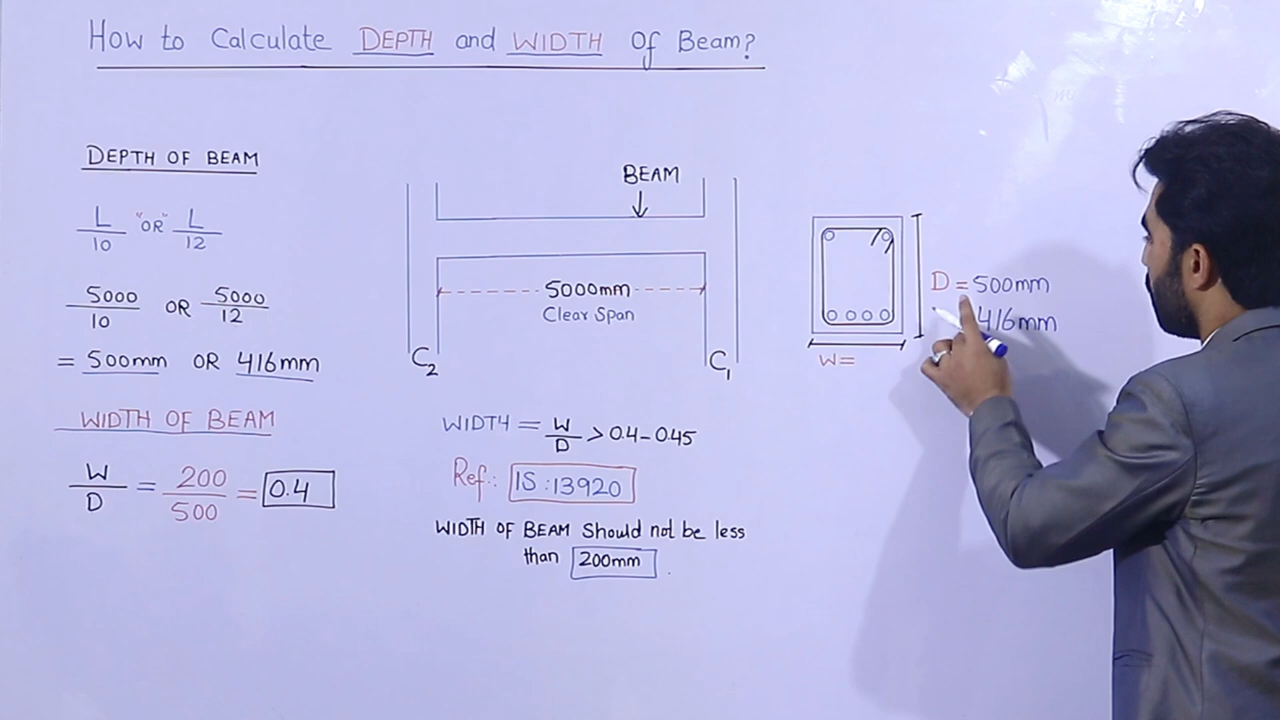 How to Calculate DEPTH and WIDTH Of Beam?
DEPTH OF BEAM
L/10 "OR" L/12
5000/10 OR 5000/12
= 500mm OR 416mm
WIDTH OF BEAM
W/D = 200/500 = 0.4
BEAM
5000mm
Clear Span
C2
C1
WIDT4 = W/D > 0.4-0.45
Ref:: IS:13920
WIDTH OF BEAM Should not be less
than 200mm
D = 500mm
416mm
W=